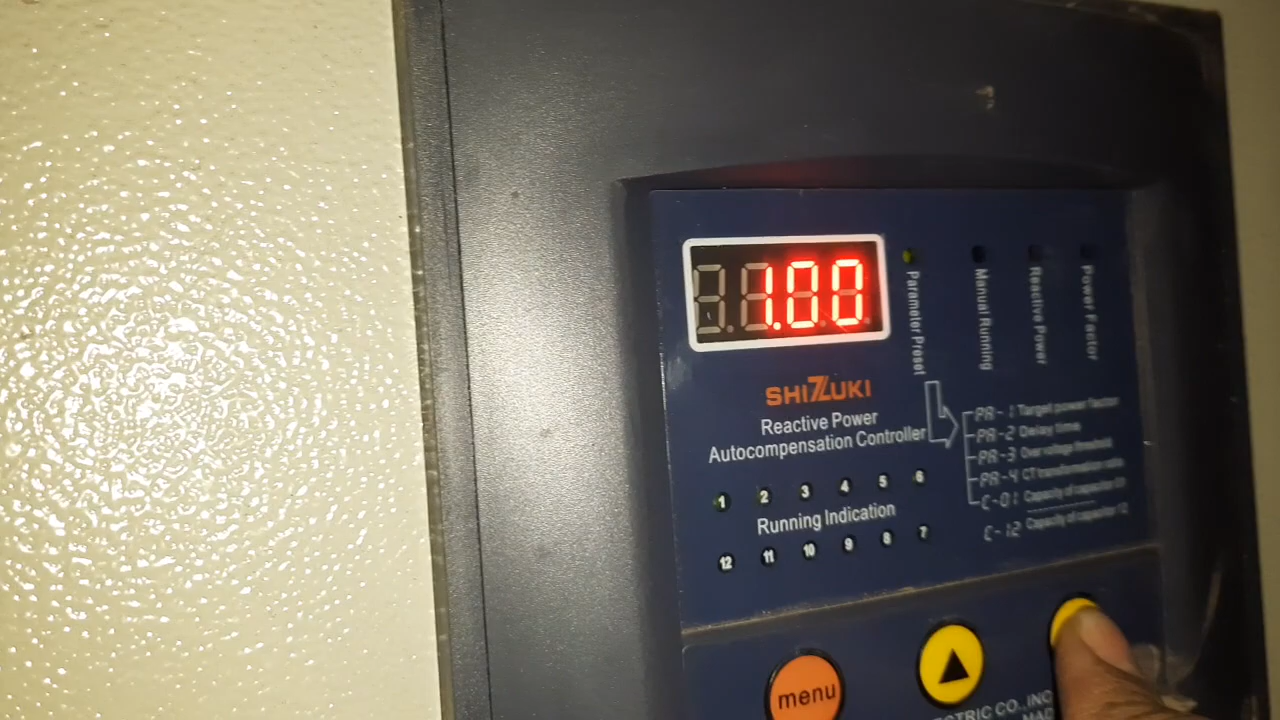 1.00
SHIZUKI
Reactive Power
Autocompensation Controller
Parameter Preset
Manual Running
Reactive Power
Power Factor
PA-1 Target power factor
PA-2 Delay time
PA-3 Over voltage threshold
PA-4 CT transformation ratio
C-01 Capacity of capacitor 01
C-12 Capacity of capacitor 12
1 2 3 4 5 6
Running Indication
12 11 10 9 8 7
menu
CO.,INC